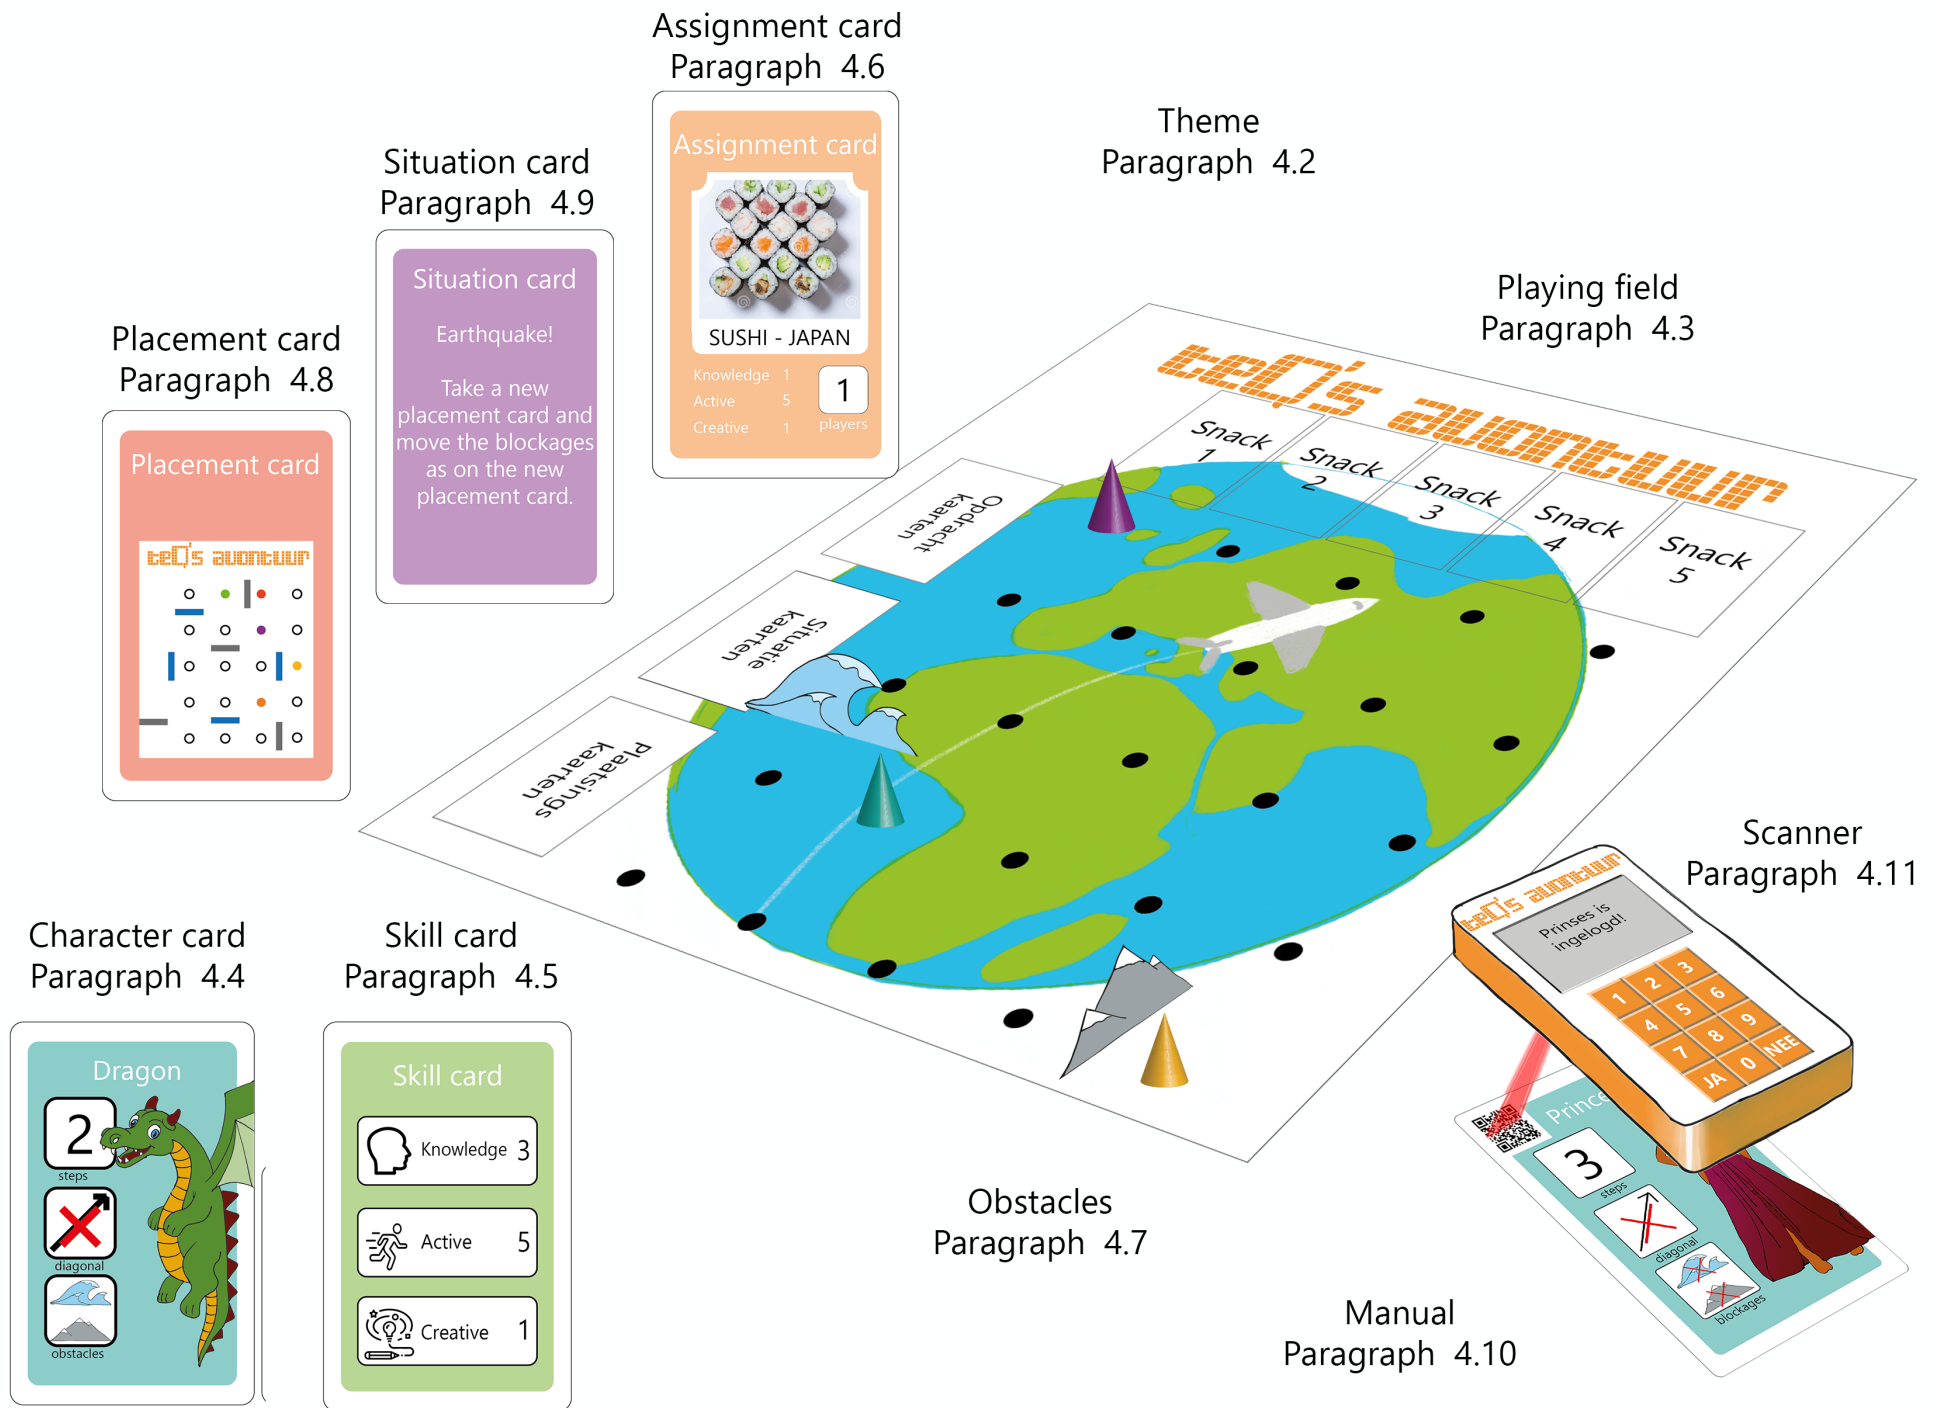 Assignment card
Paragraph 4.6
Assignment card
SUSHI - JAPAN
Knowledge 1
Active 5
Creative 1
1
players
Theme
Paragraph 4.2
Situation card
Paragraph 4.9
Situation card
Earthquake!
Take a new
placement card and
move the blockages
as on the new
placement card.
Playing field
Paragraph 4.3
Placement card
Paragraph 4.8
Placement card
teQ's avontuur
teQ's avontuur
Snack
1
Snack
2
Snack
3
Snack
4
Snack
5
Opdracht
kaarten
Situatie
kaarten
Plaatsings
kaarten
Scanner
Paragraph 4.11
teQ's avontuur
Prinses is
ingelogd!
1 2 3
4 5 6
7 8 9
JA 0 NEE
Character card
Paragraph 4.4
Dragon
2
steps
diagonal
obstacles
Skill card
Paragraph 4.5
Skill card
Knowledge 3
Active 5
Creative 1
Obstacles
Paragraph 4.7
Manual
Paragraph 4.10
3
steps
diagonal
blockages